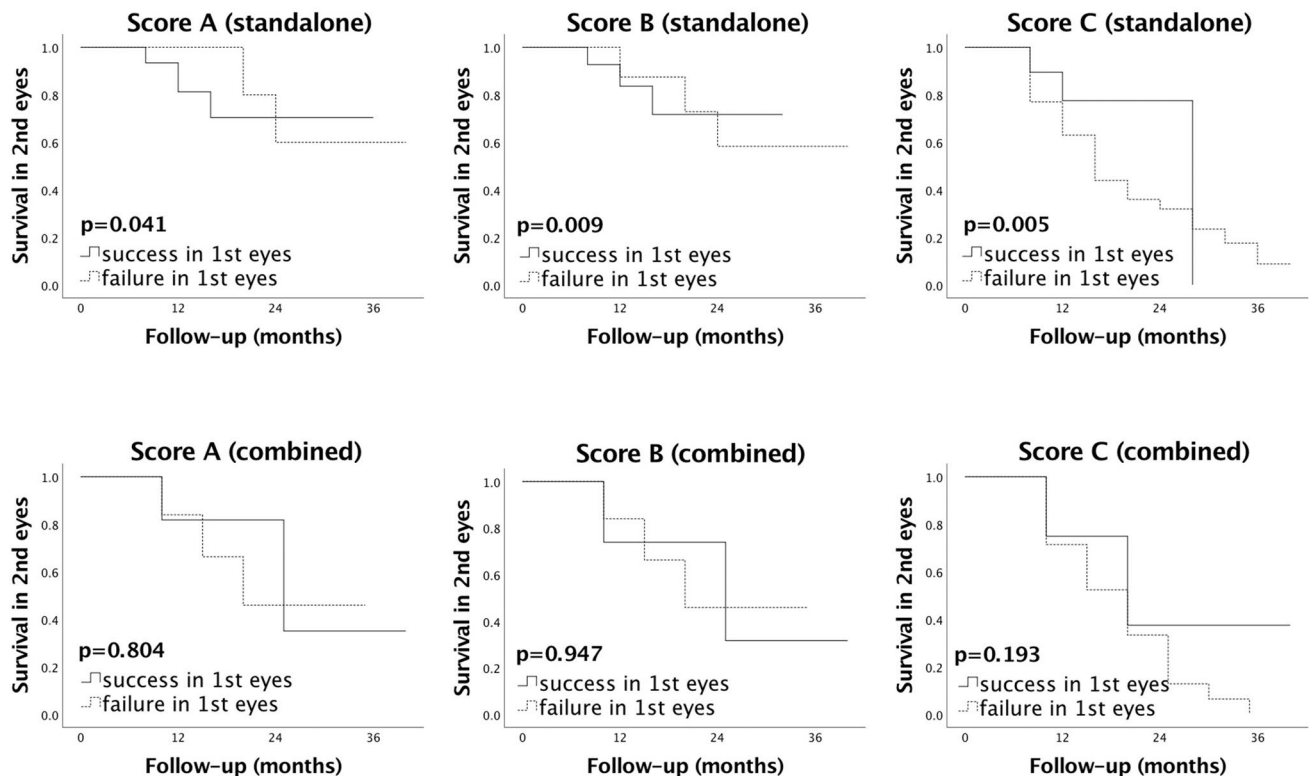 Score A (standalone)
Survival in 2nd eyes
1.0
0.8
0.6
0.4
0.2
0.0
p=0.041
success in 1st eyes
failure in 1st eyes
0 12 24 36
Follow-up (months)
Score B (standalone)
Survival in 2nd eyes
1.0
0.8
0.6
0.4
0.2
0.0
p=0.009
success in 1st eyes
failure in 1st eyes
0 12 24 36
Follow-up (months)
Score C (standalone)
Survival in 2nd eyes
1.0
0.8
0.6
0.4
0.2
0.0
p=0.005
success in 1st eyes
failure in 1st eyes
0 12 24 36
Follow-up (months)
Score A (combined)
Survival in 2nd eyes
1.0
0.8
0.6
0.4
0.2
0.0
p=0.804
success in 1st eyes
failure in 1st eyes
0 12 24 36
Follow-up (months)
Score B (combined)
Survival in 2nd eyes
1.0
0.8
0.6
0.4
0.2
0.0
p=0.947
success in 1st eyes
failure in 1st eyes
0 12 24 36
Follow-up (months)
Score C (combined)
Survival in 2nd eyes
1.0
0.8
0.6
0.4
0.2
0.0
p=0.193
success in 1st eyes
failure in 1st eyes
0 12 24 36
Follow-up (months)